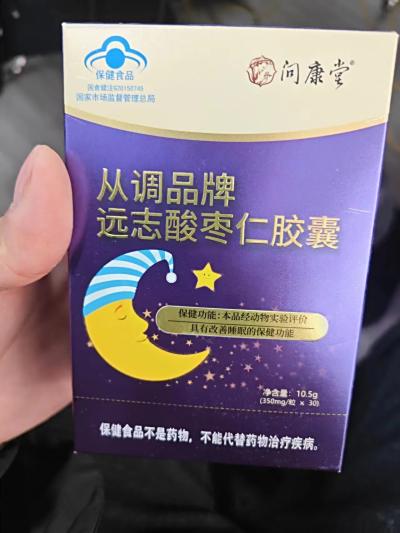 保健食品
国食健注G20150749
国家市场监督管理总局
问康堂®
从调品牌
远志酸枣仁胶囊
保健功能：本品经动物实验评价
具有改善睡眠的保健功能
净含量：10.5g
(350mg/粒 × 30)
保健食品不是药物，不能代替药物治疗疾病。